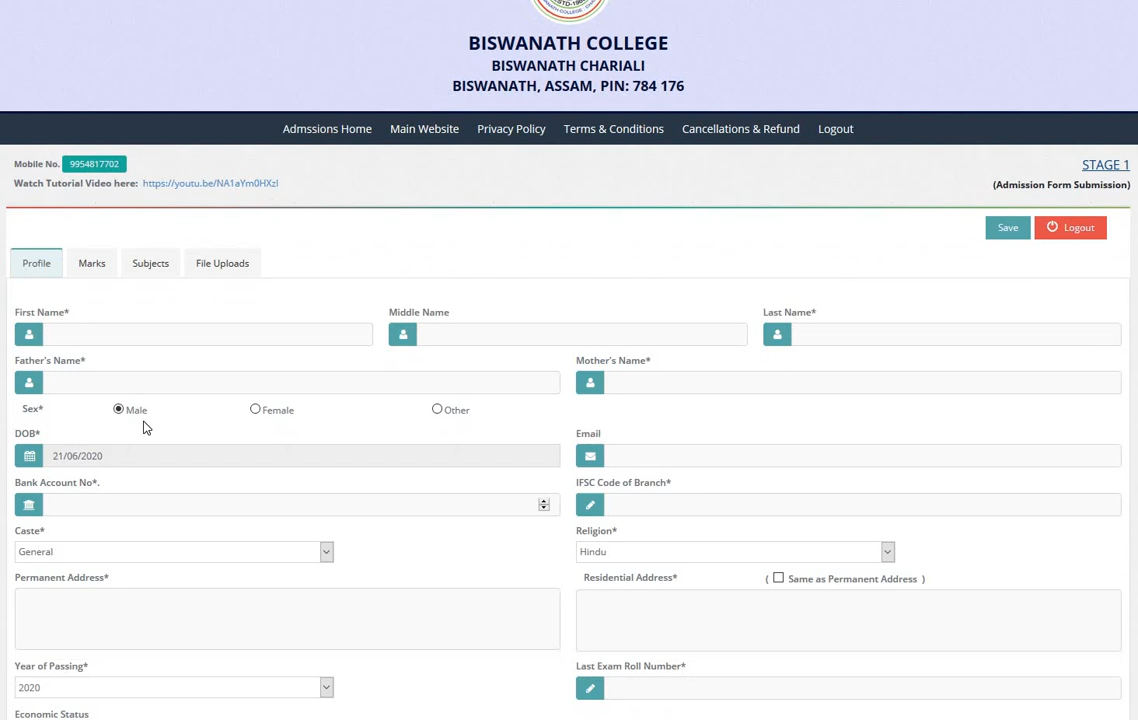 ESTD-1960
BISWANATH COLLEGE
BISWANATH CHARIALI
BISWANATH, ASSAM, PIN: 784 176
Admssions Home Main Website Privacy Policy Terms & Conditions Cancellations & Refund Logout
Mobile No. 9954817702
STAGE 1
Watch Tutorial Video here: https://youtu.be/NA1aYm0HXzI
(Admission Form Submission)
Save Logout
Profile Marks Subjects File Uploads
First Name* Middle Name Last Name*
Father's Name* Mother's Name*
Sex* Male Female Other
DOB* Email
21/06/2020
Bank Account No*. IFSC Code of Branch*
Caste* Religion*
General Hindu
Permanent Address* Residential Address* ( Same as Permanent Address )
Year of Passing* Last Exam Roll Number*
2020
Economic Status